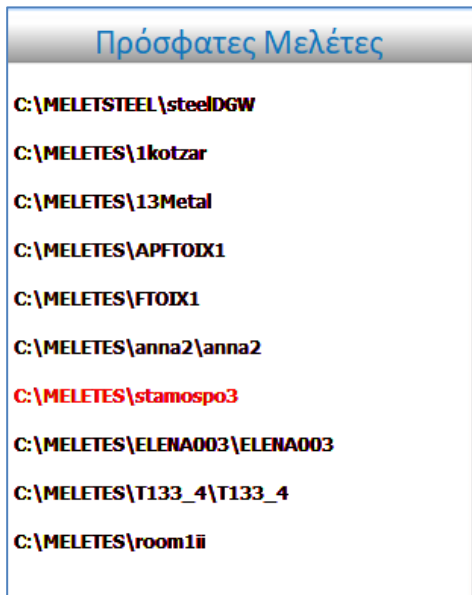 Πρόσφατες Μελέτες
C:\MELETSTEEL\steelDGW
C:\MELETES\1kotzar
C:\MELETES\13Metal
C:\MELETES\APFTOIX1
C:\MELETES\FTOIX1
C:\MELETES\anna2\anna2
C:\MELETES\stamospo3
C:\MELETES\ELENA003\ELENA003
C:\MELETES\T133_4\T133_4
C:\MELETES\room1ii